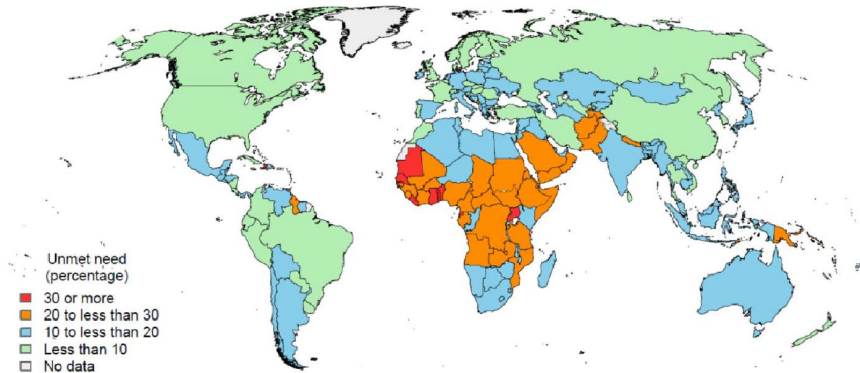 Unmet need
(percentage)
30 or more
20 to less than 30
10 to less than 20
Less than 10
No data